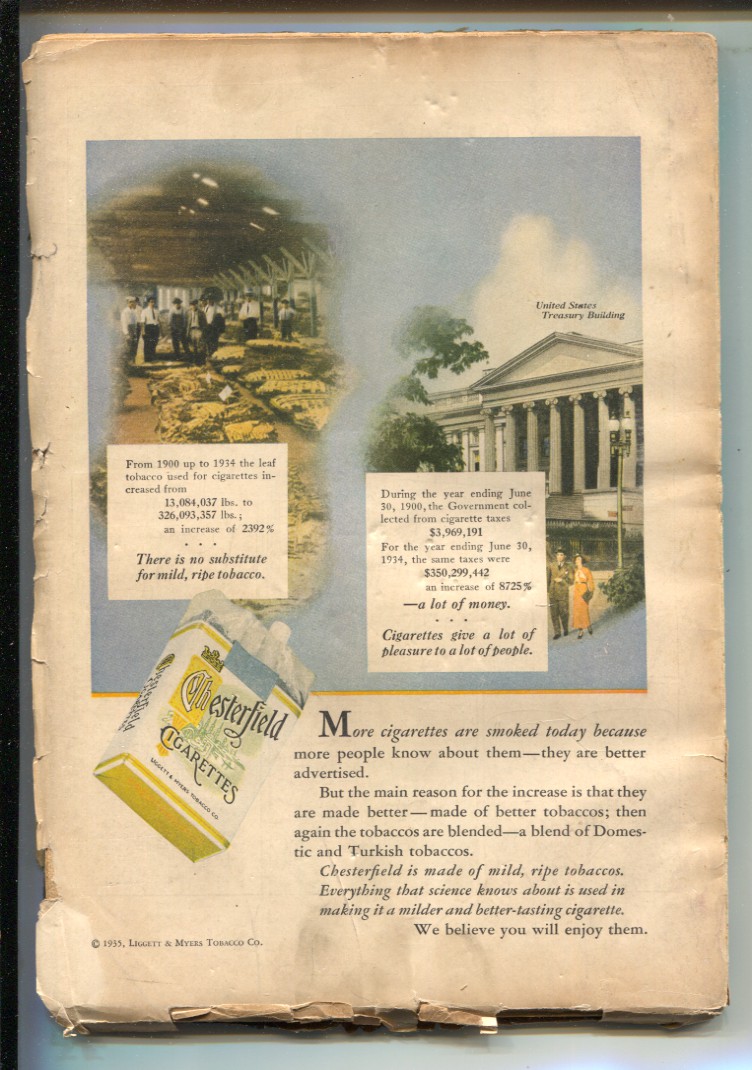 United States
Treasury Building
From 1900 up to 1934 the leaf
tobacco used for cigarettes in-
creased from
13,084,037 lbs. to
326,093,357 lbs.;
an increase of 2392%
• • •
There is no substitute
for mild, ripe tobacco.
During the year ending June
30, 1900, the Government col-
lected from cigarette taxes
$3,969,191
For the year ending June 30,
1934, the same taxes were
$350,299,442
an increase of 8725%
—a lot of money.
• • •
Cigarettes give a lot of
pleasure to a lot of people.
Chesterfield
Chesterfield
CIGARETTES
LIGGETT & MYERS TOBACCO CO.
More cigarettes are smoked today because
more people know about them—they are better
advertised.
But the main reason for the increase is that they
are made better—made of better tobaccos; then
again the tobaccos are blended—a blend of Domes-
tic and Turkish tobaccos.
Chesterfield is made of mild, ripe tobaccos.
Everything that science knows about is used in
making it a milder and better-tasting cigarette.
We believe you will enjoy them.
© 1935, LIGGETT & MYERS TOBACCO CO.